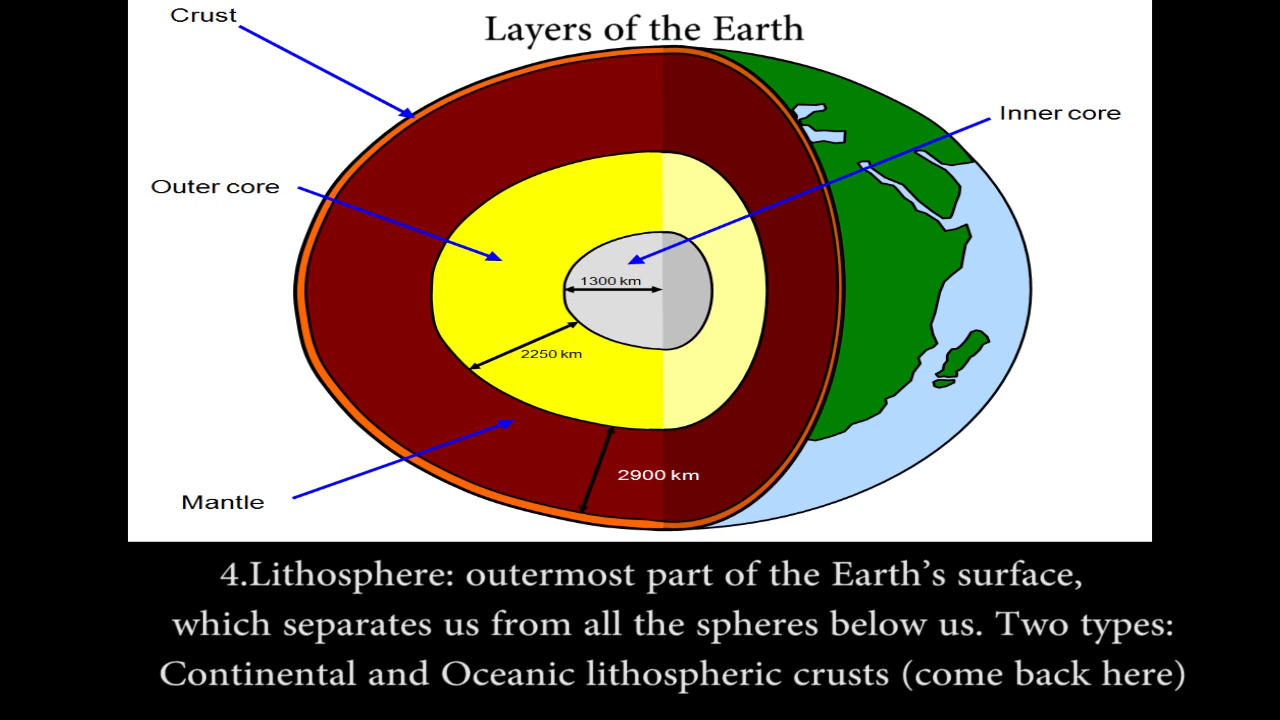 Crust
Layers of the Earth
Inner core
Outer core
1300 km
2250 km
2900 km
Mantle
4.Lithosphere: outermost part of the Earth’s surface,
which separates us from all the spheres below us. Two types:
Continental and Oceanic lithospheric crusts (come back here)